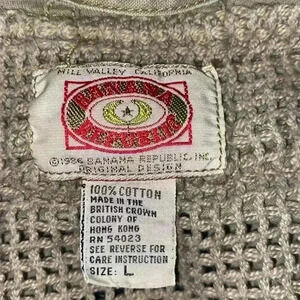 MILL VALLEY CALIFORNIA
BANANA
REPUBLIC
©1986 BANANA REPUBLIC, INC.
ORIGINAL DESIGN
100% COTTON
MADE IN THE
BRITISH CROWN
COLONY OF
HONG KONG
RN 54023
SEE REVERSE FOR
CARE INSTRUCTION
SIZE: L